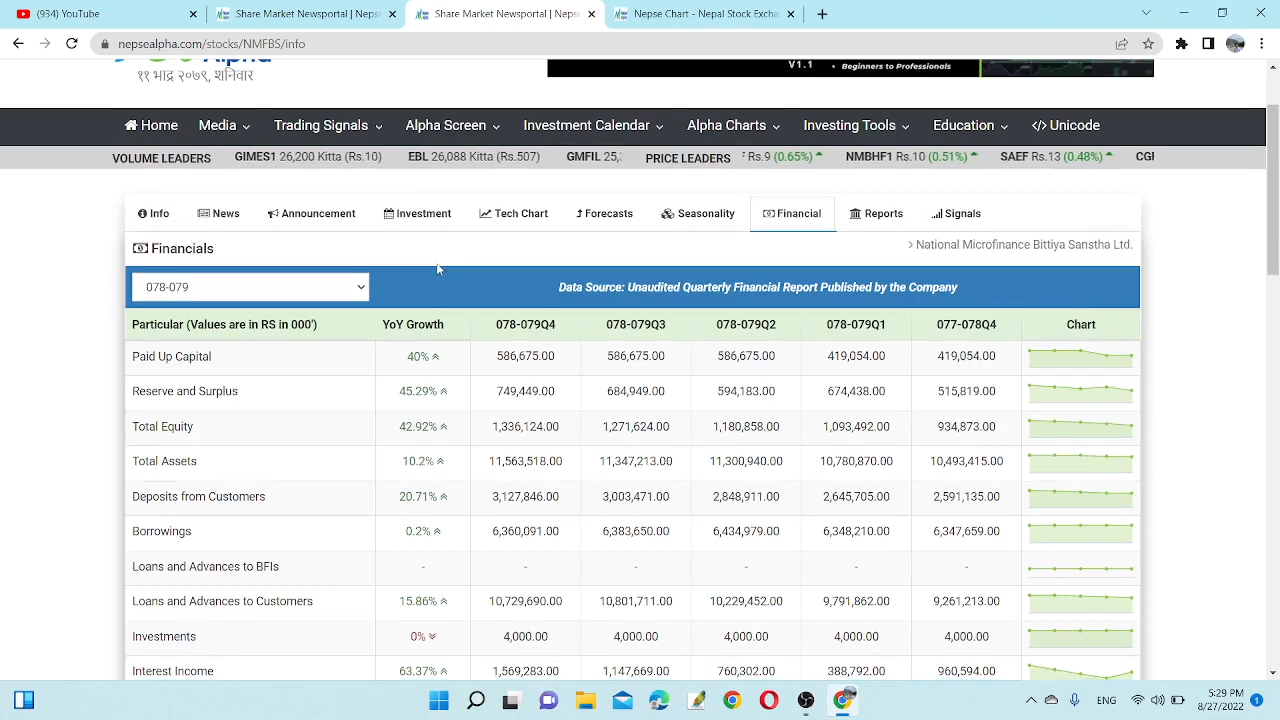 (934) YouTube
Share Market Newsportal | Nepse
Share Market Newsportal | Neps
Nepse Chart - Nepal Stock Excha
nepsealpha.com/stocks/NMFBS/info
११ भाद्र २०७९, शनिवार
V1.1 • Beginners to Professionals
Home Media Trading Signals Alpha Screen Investment Calendar Alpha Charts Investing Tools Education </> Unicode
VOLUME LEADERS GIMES1 26,200 Kitta (Rs.10) EBL 26,088 Kitta (Rs.507) GMFIL 25, PRICE LEADERS Rs.9 (0.65%) NMBHF1 Rs.10 (0.51%) SAEF Rs.13 (0.48%) CGH
Info News Announcement Investment Tech Chart Forecasts Seasonality Financial Reports Signals
Financials > National Microfinance Bittiya Sanstha Ltd.
078-079 Data Source: Unaudited Quarterly Financial Report Published by the Company
Particular (Values are in RS in 000') YoY Growth 078-079Q4 078-079Q3 078-079Q2 078-079Q1 077-078Q4 Chart
Paid Up Capital 40% 586,675.00 586,675.00 586,675.00 419,054.00 419,054.00
Reserve and Surplus 45.29% 749,449.00 684,949.00 594,183.00 674,438.00 515,819.00
Total Equity 42.92% 1,336,124.00 1,271,624.00 1,180,858.00 1,093,492.00 934,873.00
Total Assets 10.2% 11,563,518.00 11,347,213.00 11,300,940.00 10,780,870.00 10,493,415.00
Deposits from Customers 20.71% 3,127,846.00 3,003,471.00 2,848,911.00 2,645,705.00 2,591,135.00
Borrowings 0.2% 6,360,091.00 6,383,650.00 6,434,979.00 6,348,210.00 6,347,659.00
Loans and Advances to BFIs - - - - - -
Loans and Advances to Customers 15.86% 10,729,690.00 10,801,711.00 10,229,452.00 9,791,862.00 9,261,213.00
Investments 0% 4,000.00 4,000.00 4,000.00 4,000.00 4,000.00
Interest Income 63.37% 1,569,283.00 1,147,669.00 760,302.00 388,792.00 960,594.00
ENG 5:29 PM
8/27/2022 1